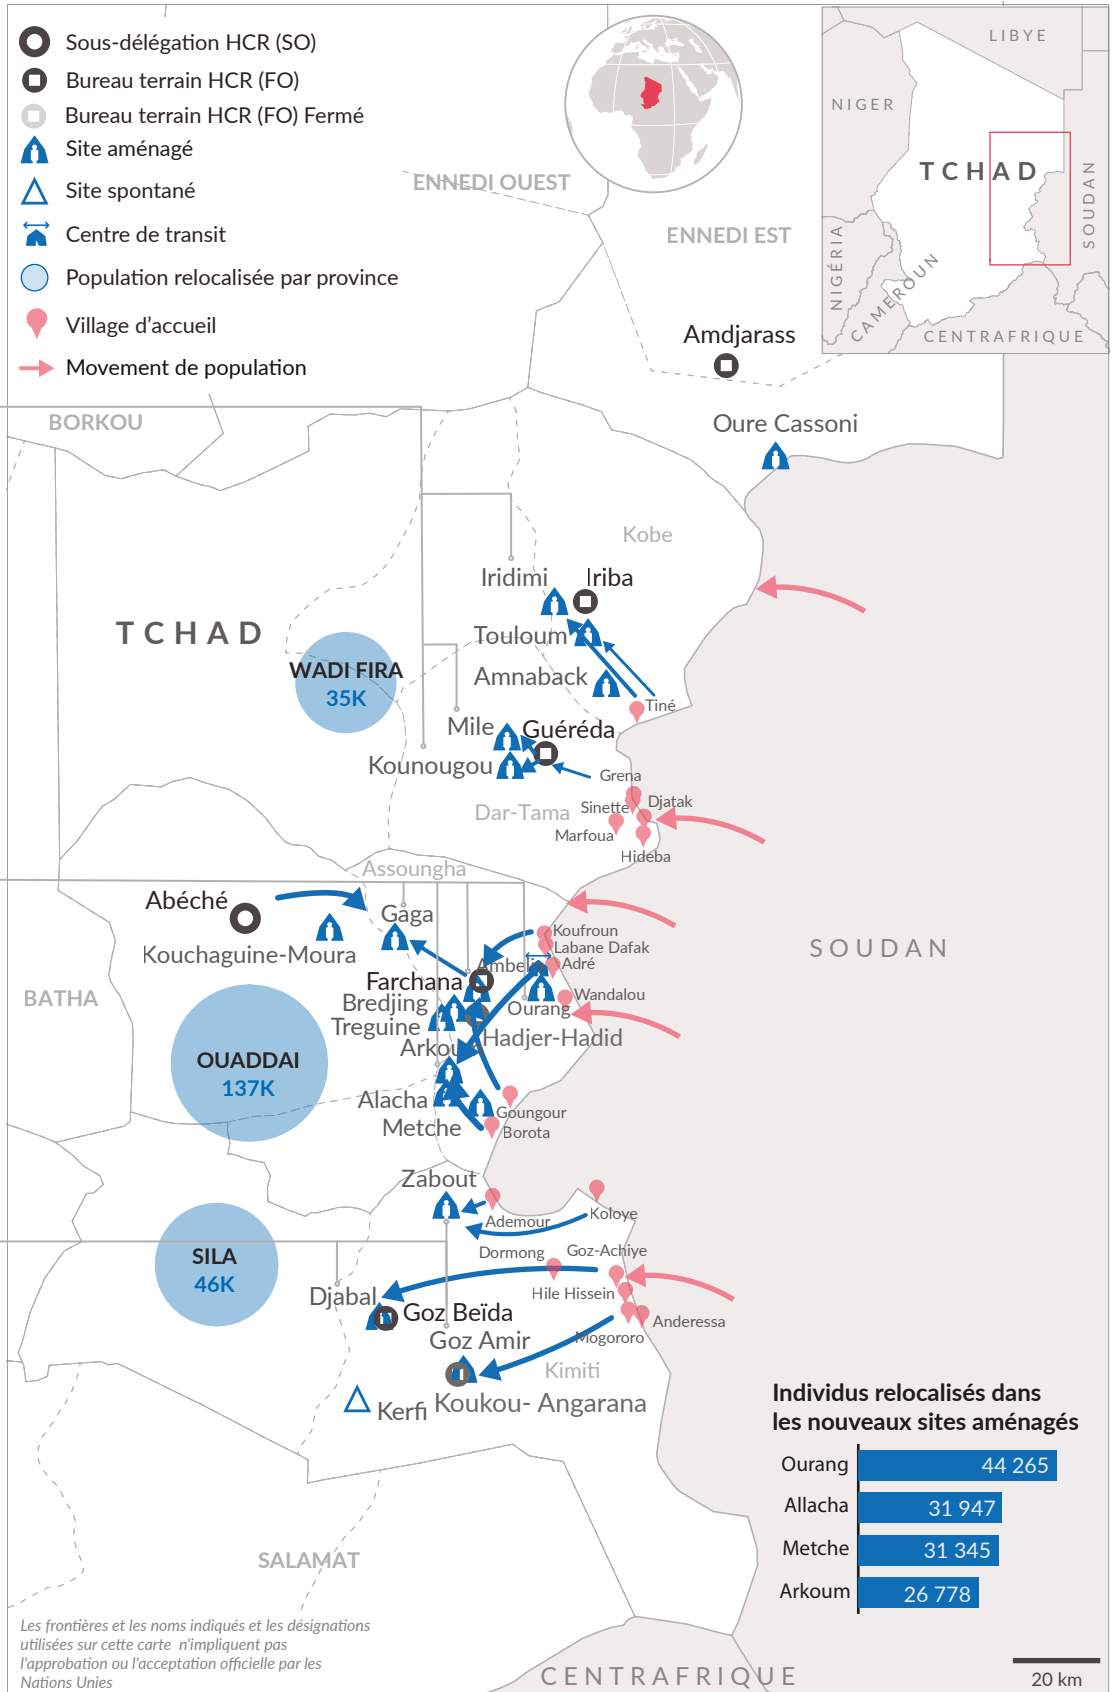 Sous-délégation HCR (SO)
Bureau terrain HCR (FO)
Bureau terrain HCR (FO) Fermé
Site aménagé
Site spontané
Centre de transit
Population relocalisée par province
Village d'accueil
Movement de population
LIBYE
NIGER
TCHAD
SOUDAN
NIGÉRIA
CAMEROUN
CENTRAFRIQUE
ENNEDI OUEST
ENNEDI EST
Amdjarass
BORKOU
Oure Cassoni
Kobe
Iridimi
Iriba
TCHAD
Touloum
WADI FIRA
35K
Amnaback
Tiné
Mile
Guéréda
Kounougou
Grena
Sinette
Djatak
Dar-Tama
Marfoua
Hideba
Assoungha
Abéché
Gaga
Kouchaguine-Moura
Koufroun
Labane Dafak
Adré
Ambelia
SOUDAN
Farchana
BATHA
Bredjing
Wandalou
Ourang
Treguine
Hadjer-Hadid
Arkoum
OUADDAI
137K
Alacha
Goungour
Metche
Borota
Zabout
Ademour
Koloye
Dormong
Goz-Achiye
SILA
46K
Djabal
Hile Hissein
Goz Beïda
Anderessa
Goz Amir
Mogororo
Kimiti
Kerfi
Koukou- Angarana
Individus relocalisés dans
les nouveaux sites aménagés
Ourang 44 265
Allacha 31 947
Metche 31 345
Arkoum 26 778
SALAMAT
Les frontières et les noms indiqués et les désignations
utilisées sur cette carte n'impliquent pas
l'approbation ou l'acceptation officielle par les
Nations Unies
CENTRAFRIQUE
20 km